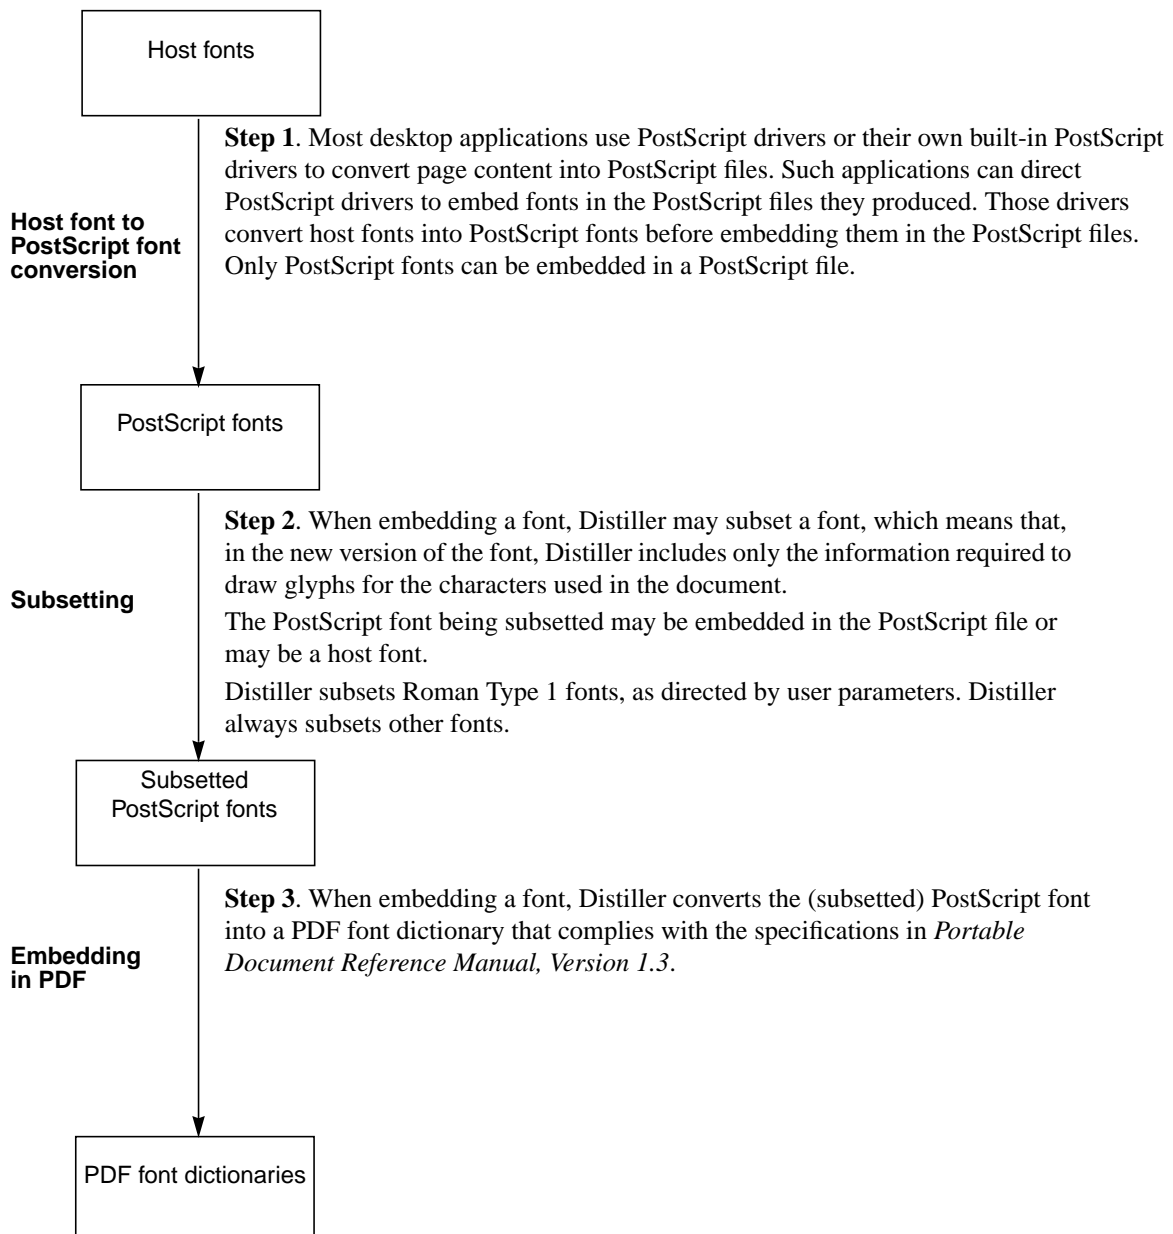 Host fonts
Step 1. Most desktop applications use PostScript drivers or their own built-in PostScript
drivers to convert page content into PostScript files. Such applications can direct
PostScript drivers to embed fonts in the PostScript files they produced. Those drivers
convert host fonts into PostScript fonts before embedding them in the PostScript files.
Only PostScript fonts can be embedded in a PostScript file.
Host font to
PostScript font
conversion
PostScript fonts
Step 2. When embedding a font, Distiller may subset a font, which means that,
in the new version of the font, Distiller includes only the information required to
draw glyphs for the characters used in the document.
The PostScript font being subsetted may be embedded in the PostScript file or
may be a host font.
Distiller subsets Roman Type 1 fonts, as directed by user parameters. Distiller
always subsets other fonts.
Subsetting
Subsetted
PostScript fonts
Step 3. When embedding a font, Distiller converts the (subsetted) PostScript font
into a PDF font dictionary that complies with the specifications in Portable
Document Reference Manual, Version 1.3.
Embedding
in PDF
PDF font dictionaries